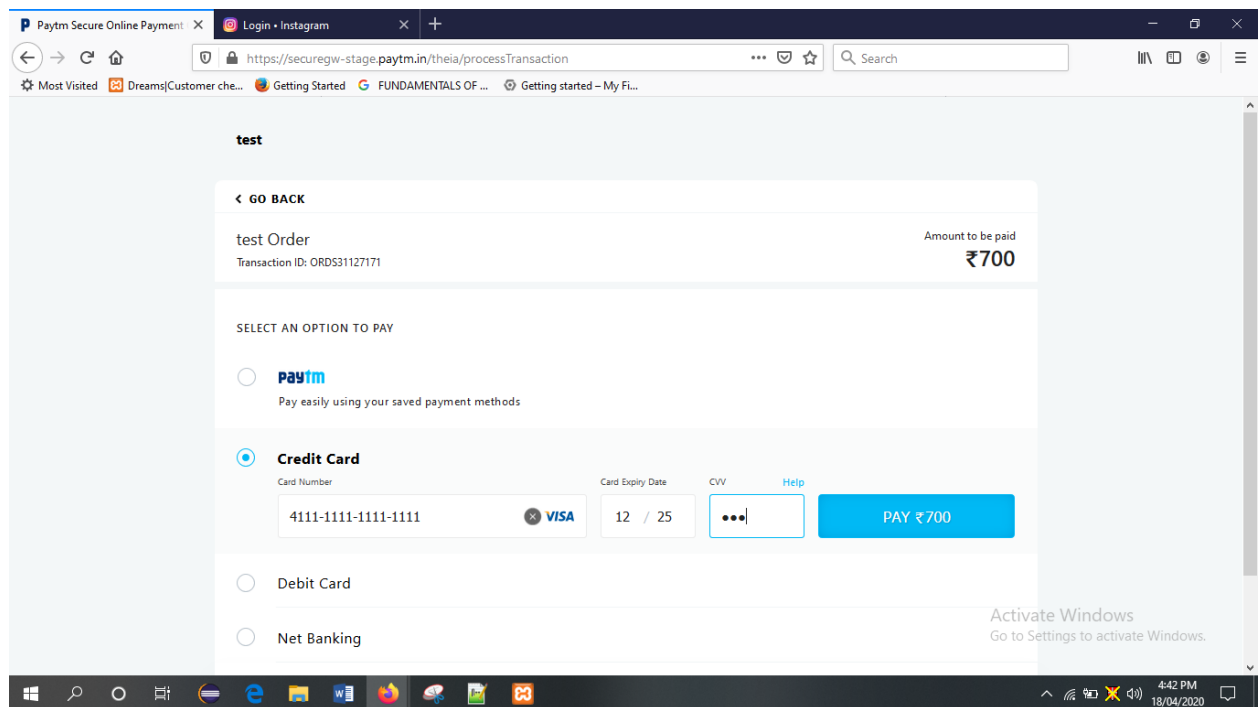 Paytm Secure Online Payment
Login • Instagram
https://securegw-stage.paytm.in/theia/processTransaction
Search
Most Visited
Dreams|Customer che...
Getting Started
FUNDAMENTALS OF ...
Getting started – My Fi...
test
GO BACK
test Order
Amount to be paid
Transaction ID: ORDS31127171
₹700
SELECT AN OPTION TO PAY
paytm
Pay easily using your saved payment methods
Credit Card
Card Number
Card Expiry Date
CVV
Help
4111-1111-1111-1111
VISA
12 / 25
•••
PAY ₹700
Debit Card
Net Banking
Activate Windows
Go to Settings to activate Windows.
4:42 PM
18/04/2020